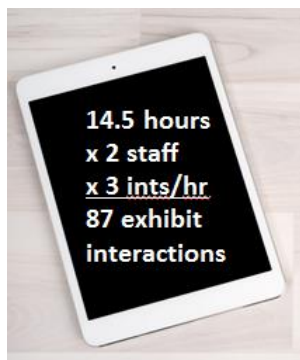 14.5 hours
x 2 staff
x 3 ints/hr
87 exhibit
interactions